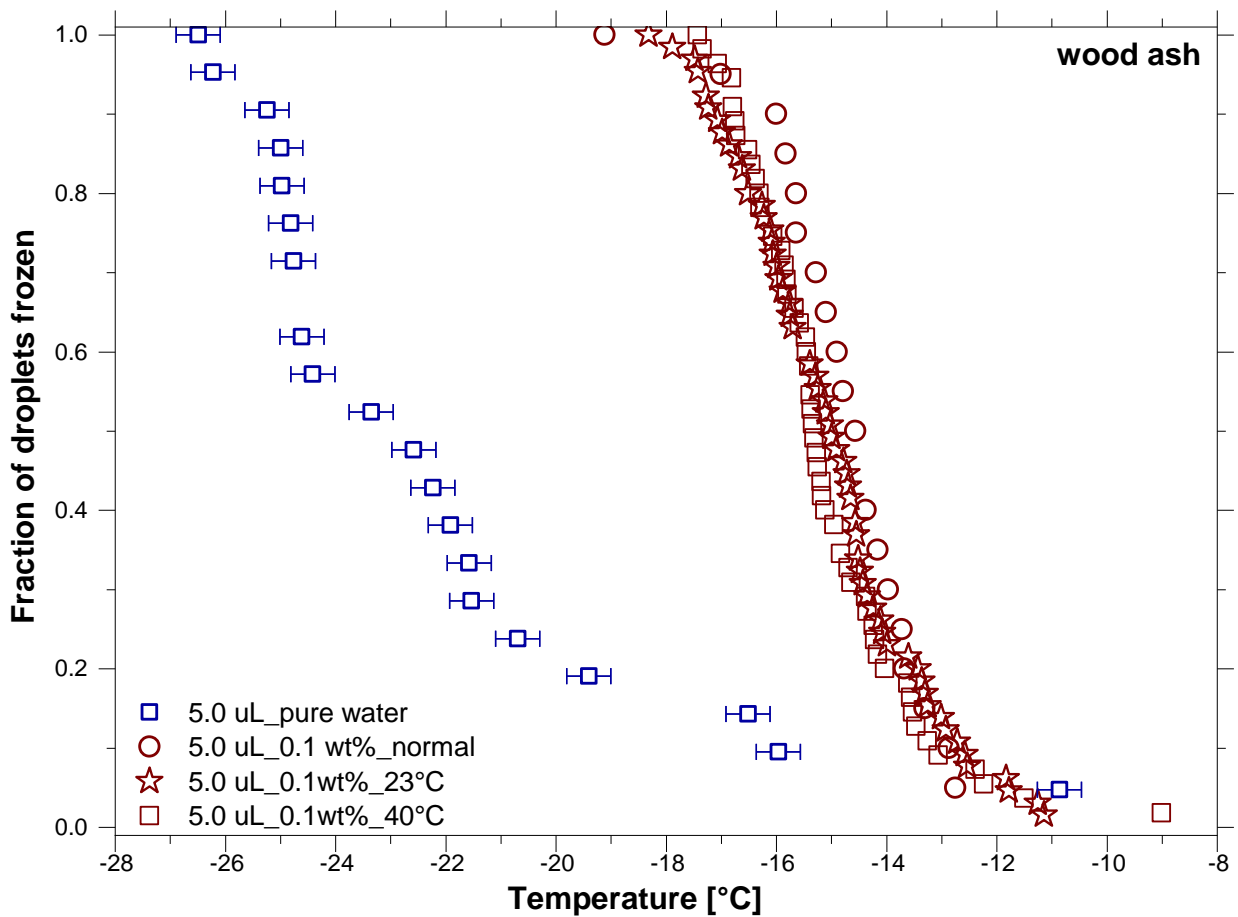 wood ash
1.0
0.8
0.6
0.4
0.2
0.0
Fraction of droplets frozen
5.0 uL_pure water
5.0 uL_0.1 wt%_normal
5.0 uL_0.1wt%_23°C
5.0 uL_0.1wt%_40°C
-28 -26 -24 -22 -20 -18 -16 -14 -12 -10 -8
Temperature [°C]